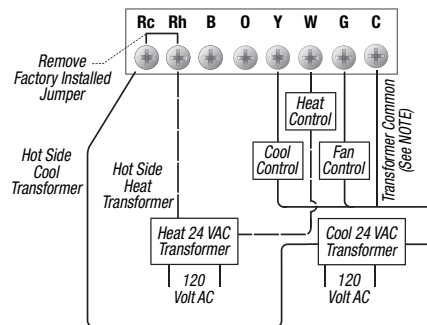 Rc Rh B O Y W G C
Remove
Factory Installed
Jumper
Heat
Control
Hot Side
Cool
Transformer
Hot Side
Heat
Transformer
Cool
Control
Fan
Control
Transformer Common
(See NOTE)
Heat 24 VAC
Transformer
Cool 24 VAC
Transformer
120
Volt AC
120
Volt AC